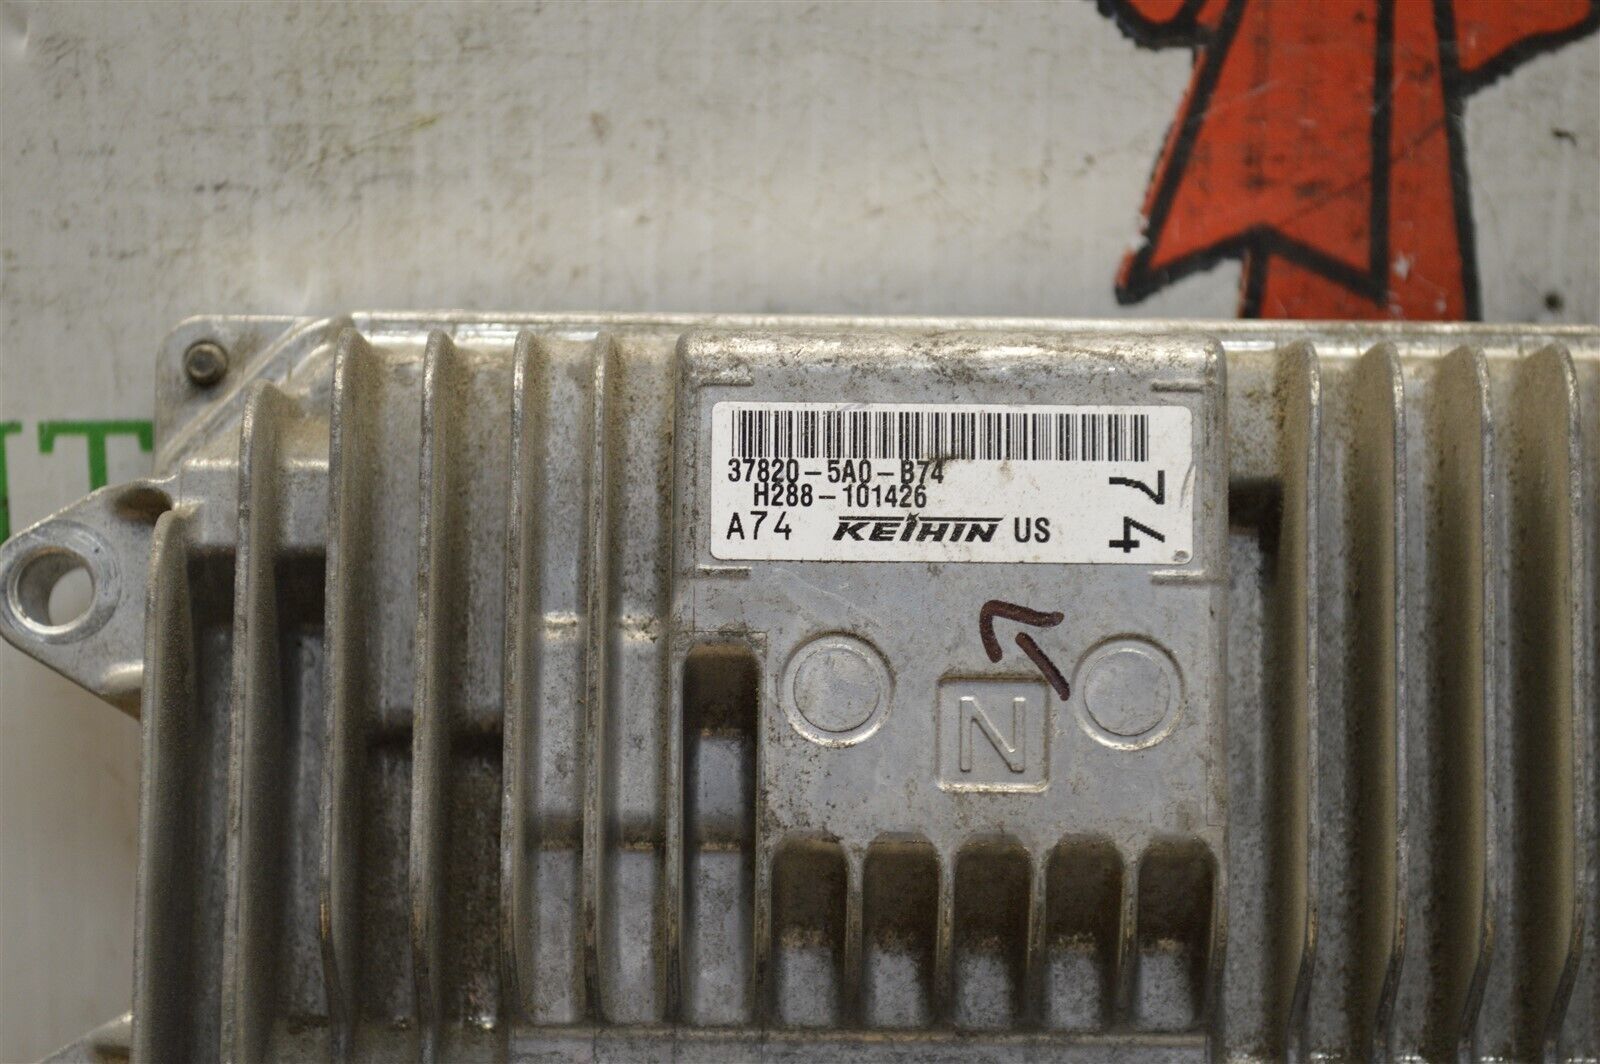 37820-5A0-B74
H288-101426
A74 KEIHIN US
74
N